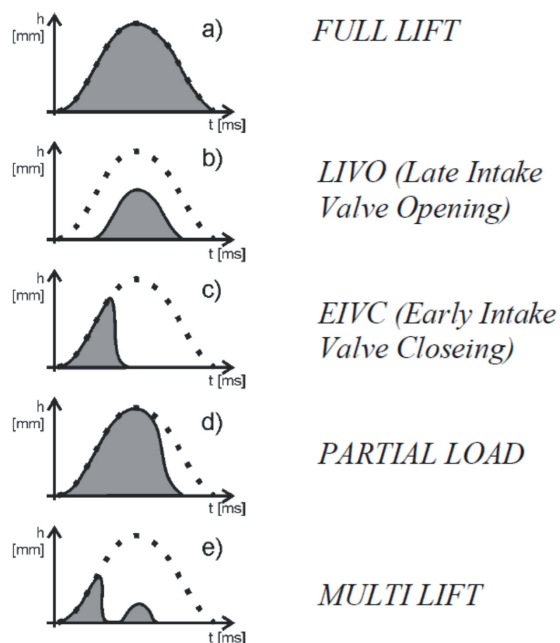 h
[mm]
a)
t [ms]
FULL LIFT
h
[mm]
b)
t [ms]
LIVO (Late Intake
Valve Opening)
h
[mm]
c)
t [ms]
EIVC (Early Intake
Valve Closeing)
h
[mm]
d)
t [ms]
PARTIAL LOAD
h
[mm]
e)
t [ms]
MULTI LIFT